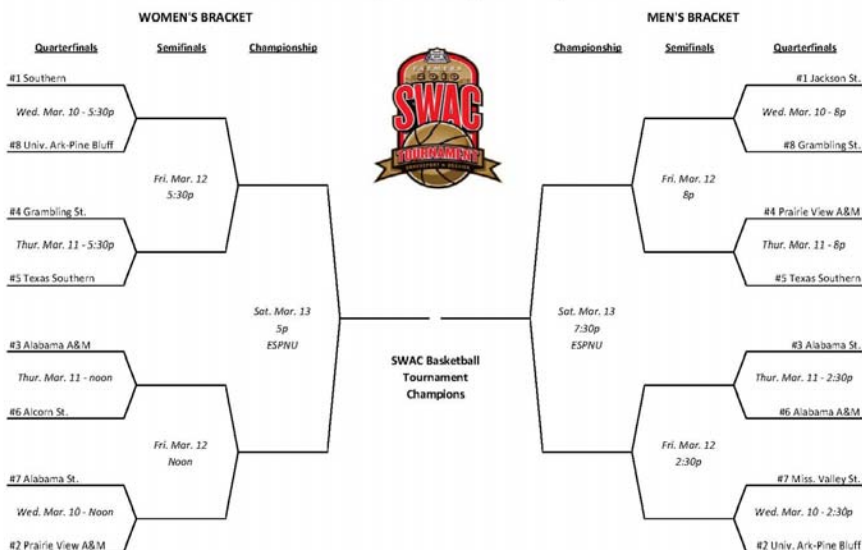 WOMEN'S BRACKET
Quarterfinals
Semifinals
Championship
#1 Southern
Wed. Mar. 10 - 5:30p
#8 Univ. Ark-Pine Bluff
Fri. Mar. 12
5:30p
#4 Grambling St.
Thur. Mar. 11 - 5:30p
#5 Texas Southern
Sat. Mar. 13
5p
ESPNU
#3 Alabama A&M
Thur. Mar. 11 - noon
#6 Alcorn St.
Fri. Mar. 12
Noon
#7 Alabama St.
Wed. Mar. 10 - Noon
#2 Prairie View A&M
2010
SWAC
TOURNAMENT
SWAC Basketball
Tournament
Champions
MEN'S BRACKET
Championship
Semifinals
Quarterfinals
#1 Jackson St.
Wed. Mar. 10 - 8p
#8 Grambling St.
Fri. Mar. 12
8p
#4 Prairie View A&M
Thur. Mar. 11 - 8p
#5 Texas Southern
Sat. Mar. 13
7:30p
ESPNU
#3 Alabama St.
Thur. Mar. 11 - 2:30p
#6 Alabama A&M
Fri. Mar. 12
2:30p
#7 Miss. Valley St.
Wed. Mar. 10 - 2:30p
#2 Univ. Ark-Pine Bluff